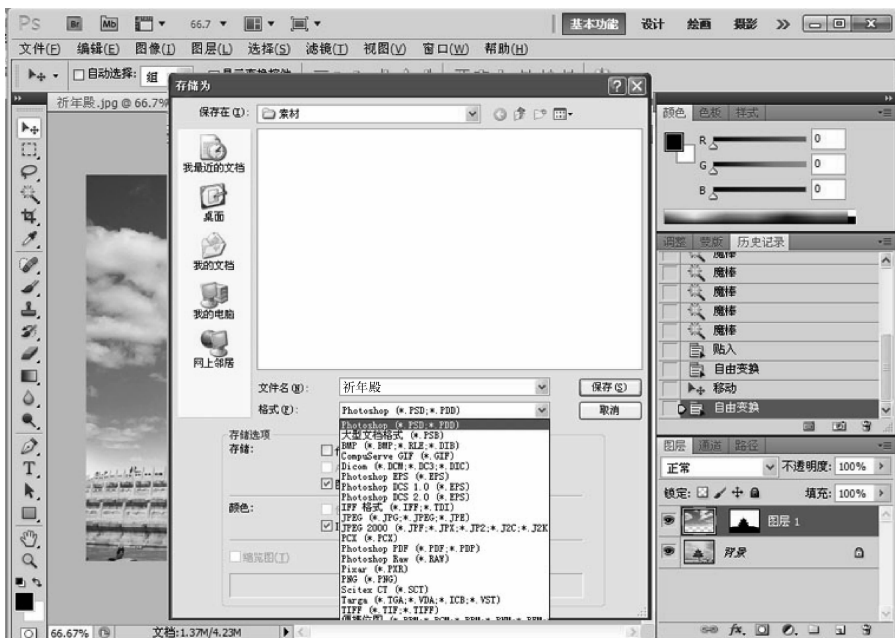 Ps Br Mb 66.7 基本功能 设计 绘画 摄影 >>
文件(F) 编辑(E) 图像(I) 图层(L) 选择(S) 滤镜(T) 视图(V) 窗口(W) 帮助(H)
自动选择: 组
祈年殿.jpg @ 66.7%
存储为
保存在(I): 素材
我最近的文档
桌面
我的文档
我的电脑
网上邻居
文件名(N): 祈年殿 保存(S)
格式(F): Photoshop (*.PSD;*.PDD) 取消
Photoshop (*.PSD;*.PDD)
大型文档格式 (*.PSB)
BMP (*.BMP;*.RLE;*.DIB)
CompuServe GIF (*.GIF)
Dicom (*.DCM;*.DC3;*.DIC)
Photoshop EPS (*.EPS)
Photoshop DCS 1.0 (*.EPS)
Photoshop DCS 2.0 (*.EPS)
IFF 格式 (*.IFF;*.TDI)
JPEG (*.JPG;*.JPEG;*.JPE)
JPEG 2000 (*.JPF;*.JPX;*.JP2;*.J2C;*.J2K
PCX (*.PCX)
Photoshop PDF (*.PDF;*.PDP)
Photoshop Raw (*.RAW)
Pixar (*.PXR)
PNG (*.PNG)
Scitex CT (*.SCT)
Targa (*.TGA;*.VDA;*.ICB;*.VST)
TIFF (*.TIF;*.TIFF)
存储选项
存储:
颜色:
缩览图(T)
颜色 色板 样式
R 0
G 0
B 0
调整 蒙版 历史记录
魔棒
魔棒
魔棒
魔棒
魔棒
贴入
自由变换
移动
自由变换
图层 通道 路径
正常 不透明度: 100%
锁定: 填充: 100%
图层 1
背景
fx.
66.67% 文档:1.37M/4.23M